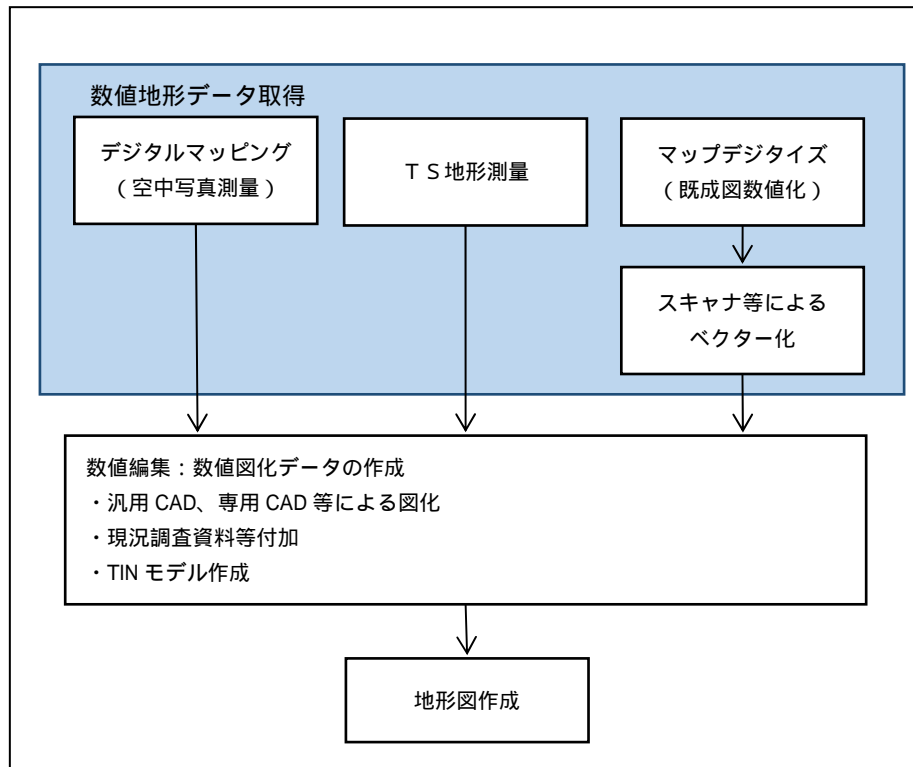 数値地形データ取得
デジタルマッピング
(空中写真測量)
TS地形測量
マップデジタイズ
(既成図数値化)
スキャナ等による
ベクター化
数値編集:数値図化データの作成
・汎用 CAD、専用 CAD 等による図化
・現況調査資料等付加
・TIN モデル作成
地形図作成